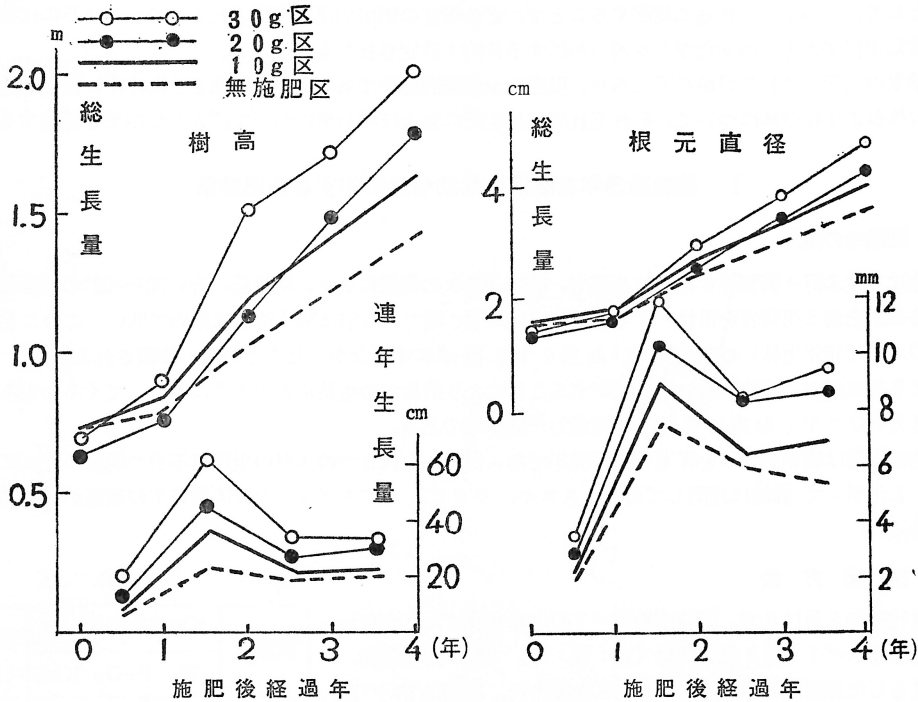 30g区
20g区
10g区
無施肥区
m
2.0
1.5
1.0
0.5
総生長量
樹高
連年生長量
cm
60
40
20
0 1 2 3 4 (年)
施肥後経過年
cm
4
2
0
総生長量
根元直径
mm
12
10
8
6
4
2
0 1 2 3 4 (年)
施肥後経過年